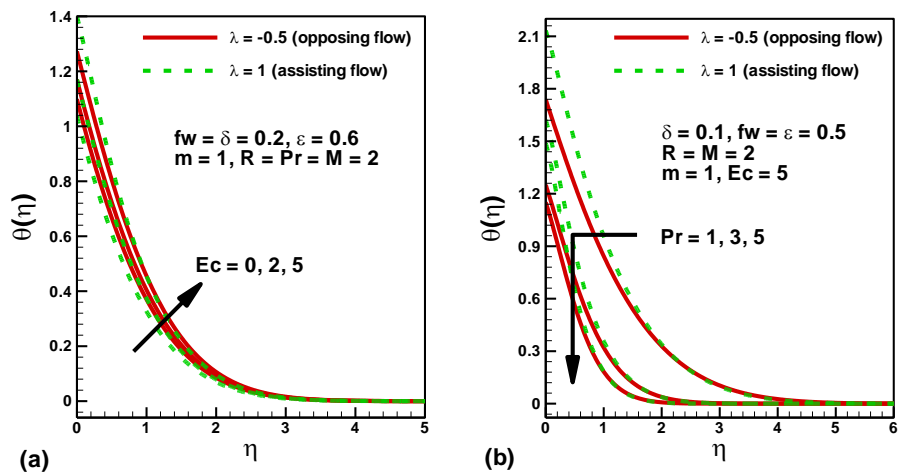 λ = -0.5 (opposing flow)
λ = 1 (assisting flow)
fw = δ = 0.2, ε = 0.6
m = 1, R = Pr = M = 2
Ec = 0, 2, 5
θ(η)
1.4
1.2
1
0.8
0.6
0.4
0.2
0
0 1 2 3 4 5
η
(a)
λ = -0.5 (opposing flow)
λ = 1 (assisting flow)
δ = 0.1, fw = ε = 0.5
R = M = 2
m = 1, Ec = 5
Pr = 1, 3, 5
θ(η)
2.1
1.8
1.5
1.2
0.9
0.6
0.3
0
0 1 2 3 4 5 6
η
(b)